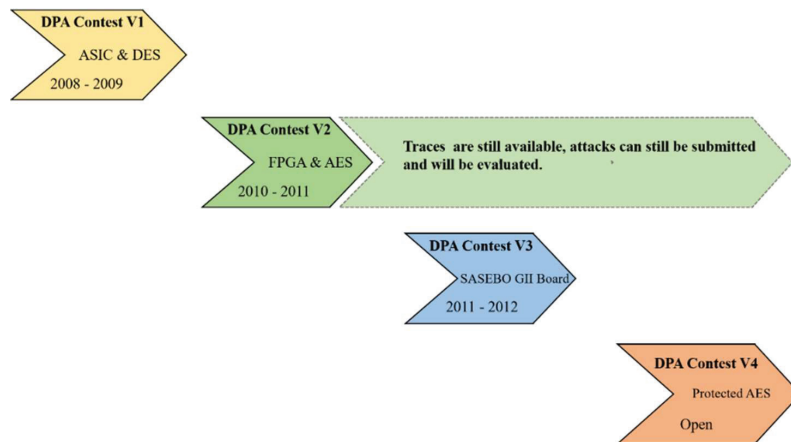 DPA Contest V1
ASIC & DES
2008 - 2009
DPA Contest V2
FPGA & AES
2010 - 2011
Traces are still available, attacks can still be submitted
and will be evaluated.
DPA Contest V3
SASEBO GII Board
2011 - 2012
DPA Contest V4
Protected AES
Open